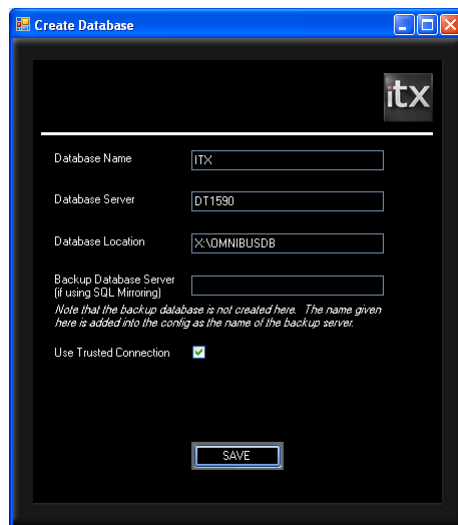 Create Database
itx
Database Name
ITX
Database Server
DT1590
Database Location
X:\OMNIBUSDB
Backup Database Server
(if using SQL Mirroring)
Note that the backup database is not created here. The name given
here is added into the config as the name of the backup server.
Use Trusted Connection
SAVE